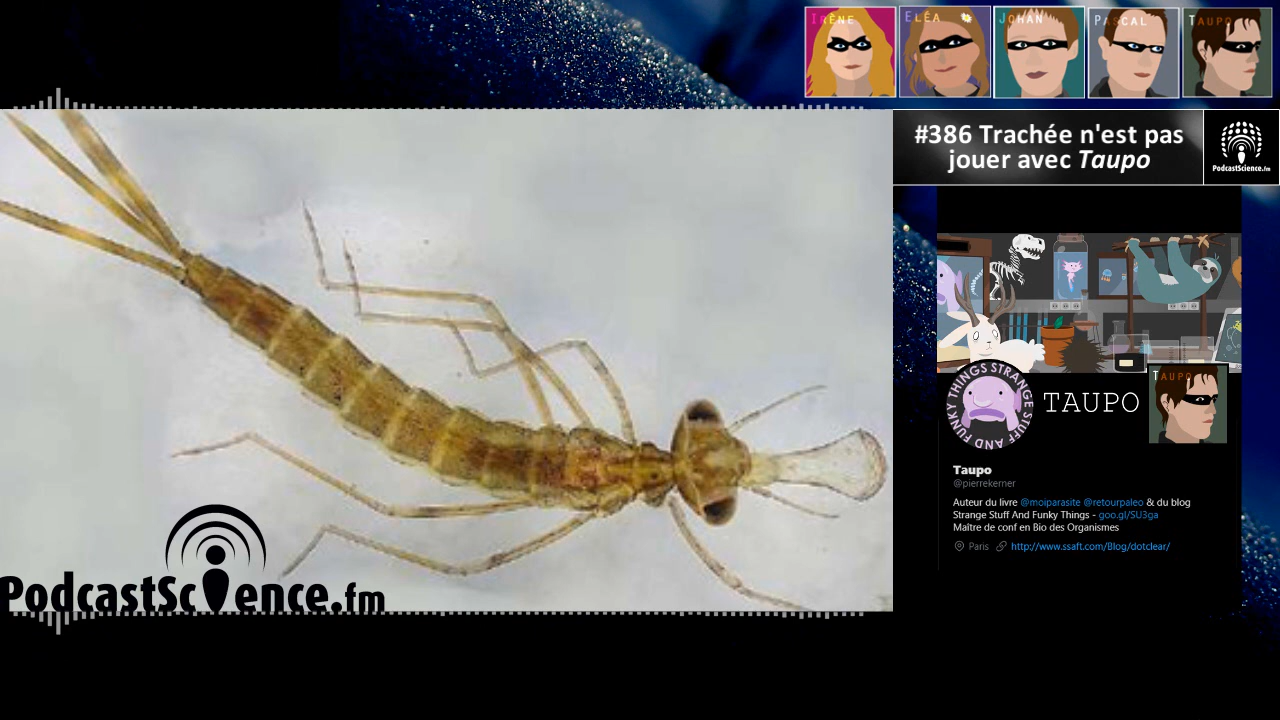 IRÈNE
ELÉA
JOHAN
PASCAL
TAUPO
#386 Trachée n'est pas
jouer avec Taupo
PodcastScience.fm
STRANGE STUFF AND FUNKY THINGS
TAUPO
TAUPO
Taupo
@pierrekerner
Auteur du livre @moiparasite @retourpaleo & du blog
Strange Stuff And Funky Things - goo.gl/SU3ga
Maître de conf en Bio des Organismes
Paris http://www.ssaft.com/Blog/dotclear/
PodcastScience.fm